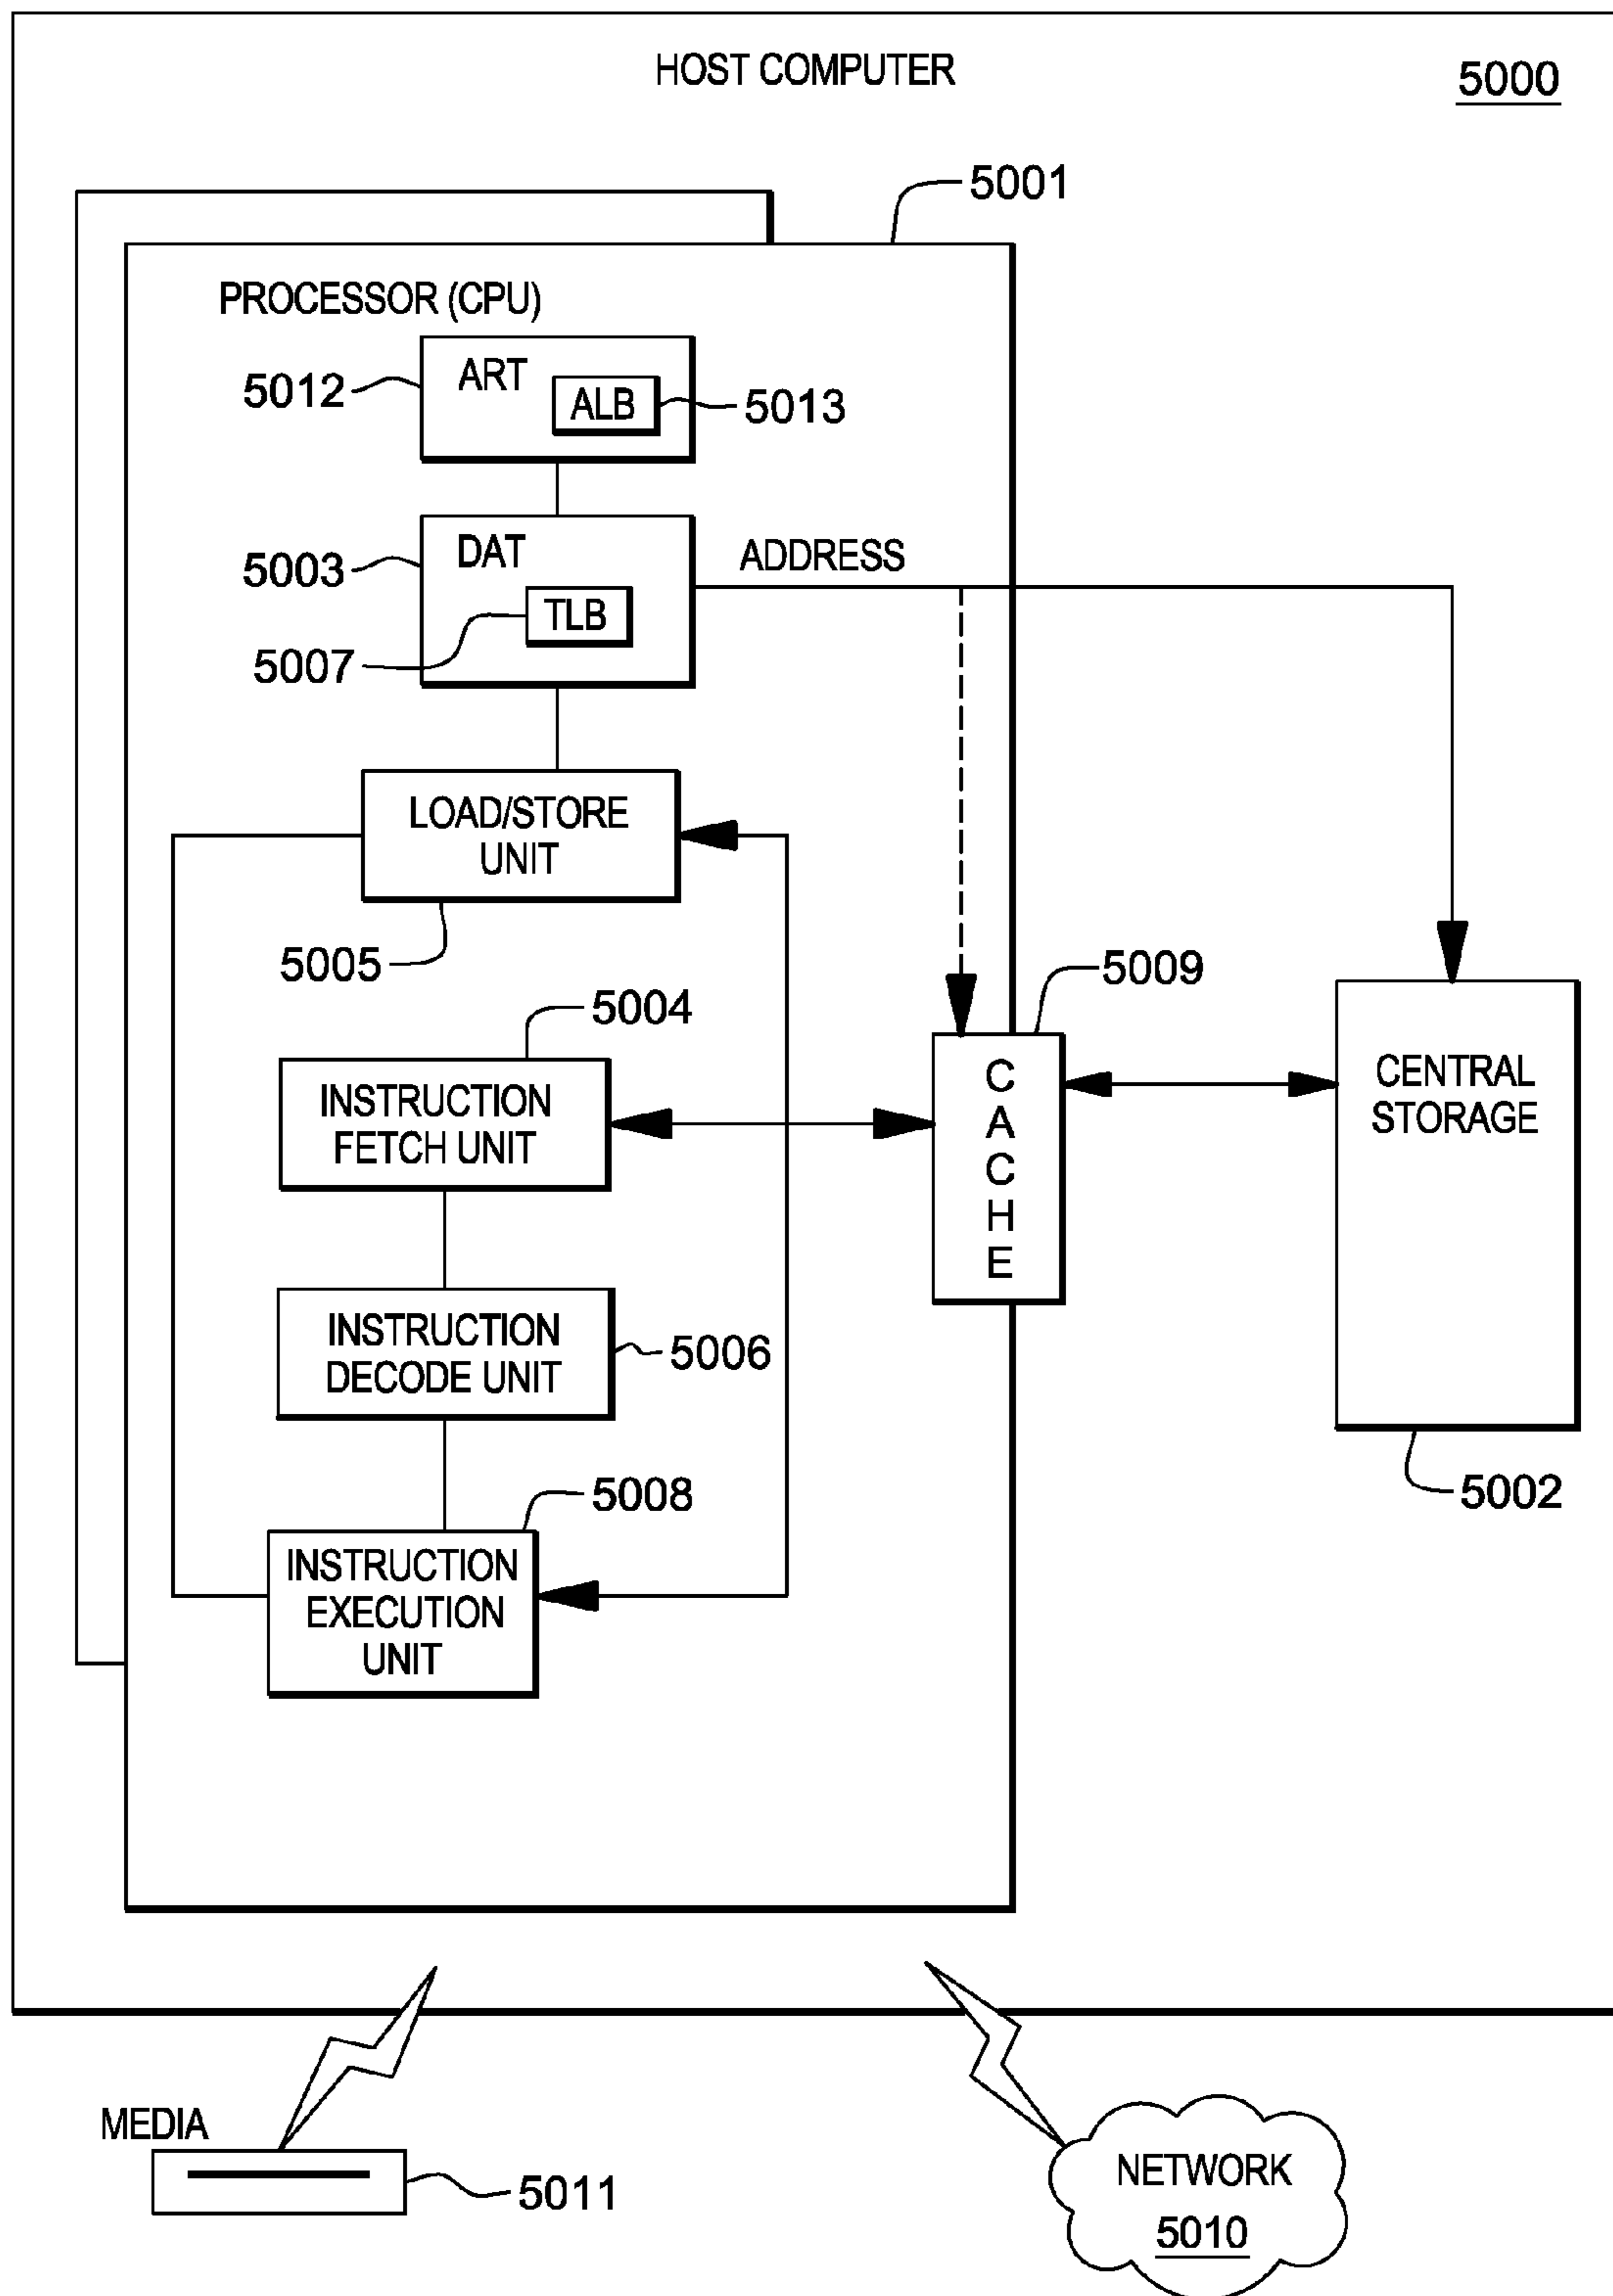 HOST COMPUTER
5000
5001
PROCESSOR (CPU)
ART
5012
ALB
5013
DAT
ADDRESS
5003
TLB
5007
LOAD/STORE
UNIT
5005
5009
5004
INSTRUCTION
FETCH UNIT
CACHE
CENTRAL
STORAGE
INSTRUCTION
DECODE UNIT
5006
5002
5008
INSTRUCTION
EXECUTION
UNIT
MEDIA
5011
NETWORK
5010